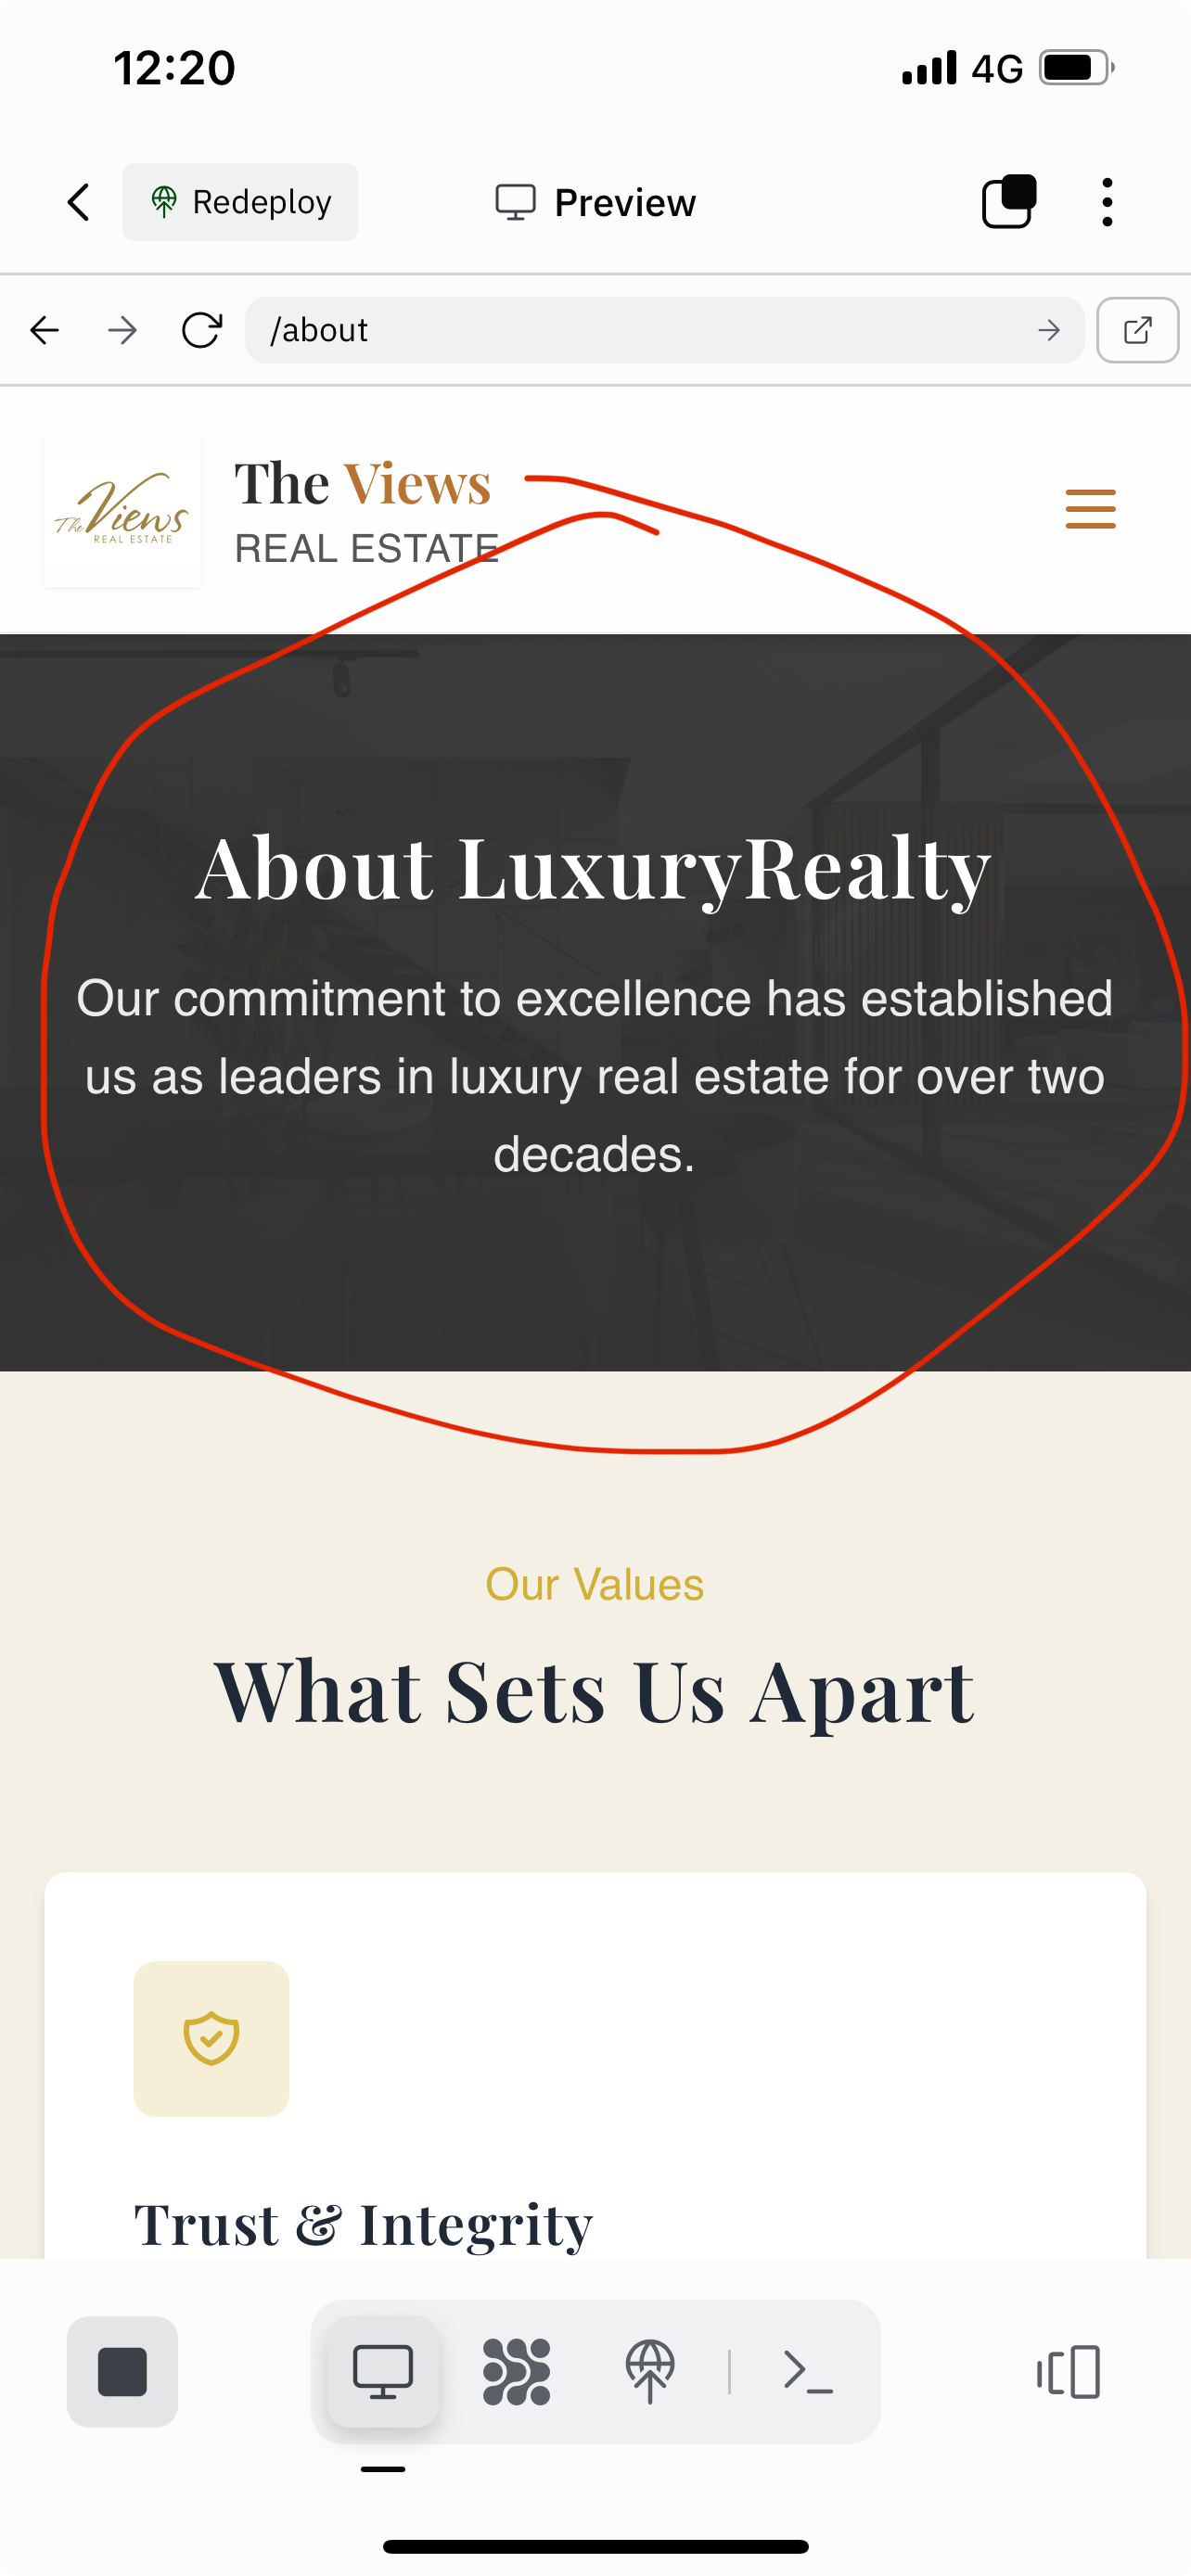 12:20
4G
Redeploy
Preview
/about
The Views
REAL ESTATE
The Views
REAL ESTATE
About LuxuryRealty
Our commitment to excellence has established
us as leaders in luxury real estate for over two
decades.
Our Values
What Sets Us Apart
Trust & Integrity